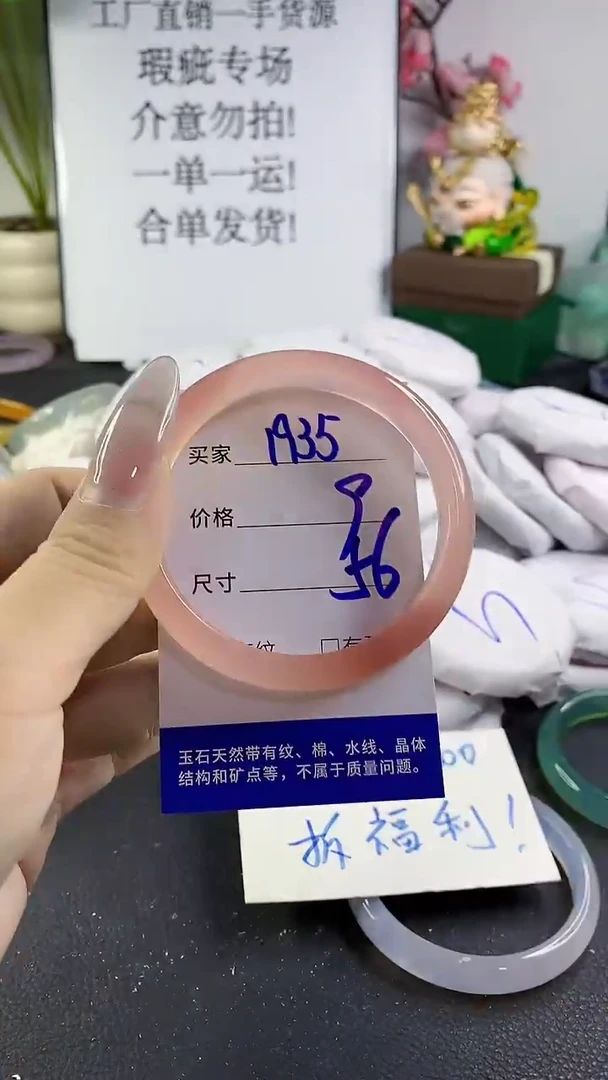 工厂直销一手货源
瑕疵专场
介意勿拍!
一单一运!
合单发货!
买家 1935
价格
尺寸 56
纹 □有
玉石天然带有纹、棉、水线、晶体
结构和矿点等，不属于质量问题。
00
拆福利!